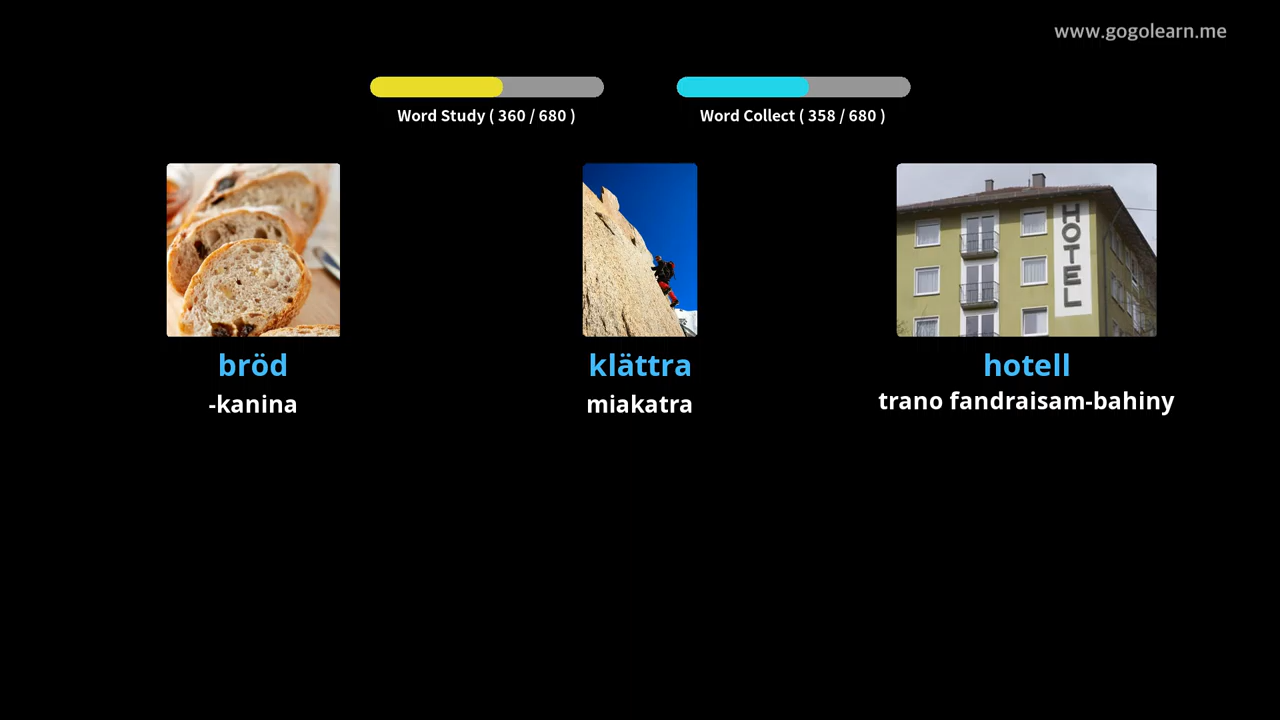 www.gogolearn.me
Word Study ( 360 / 680 )
Word Collect ( 358 / 680 )
HOTEL
bröd
klättra
hotell
-kanina
miakatra
trano fandraisam-bahiny